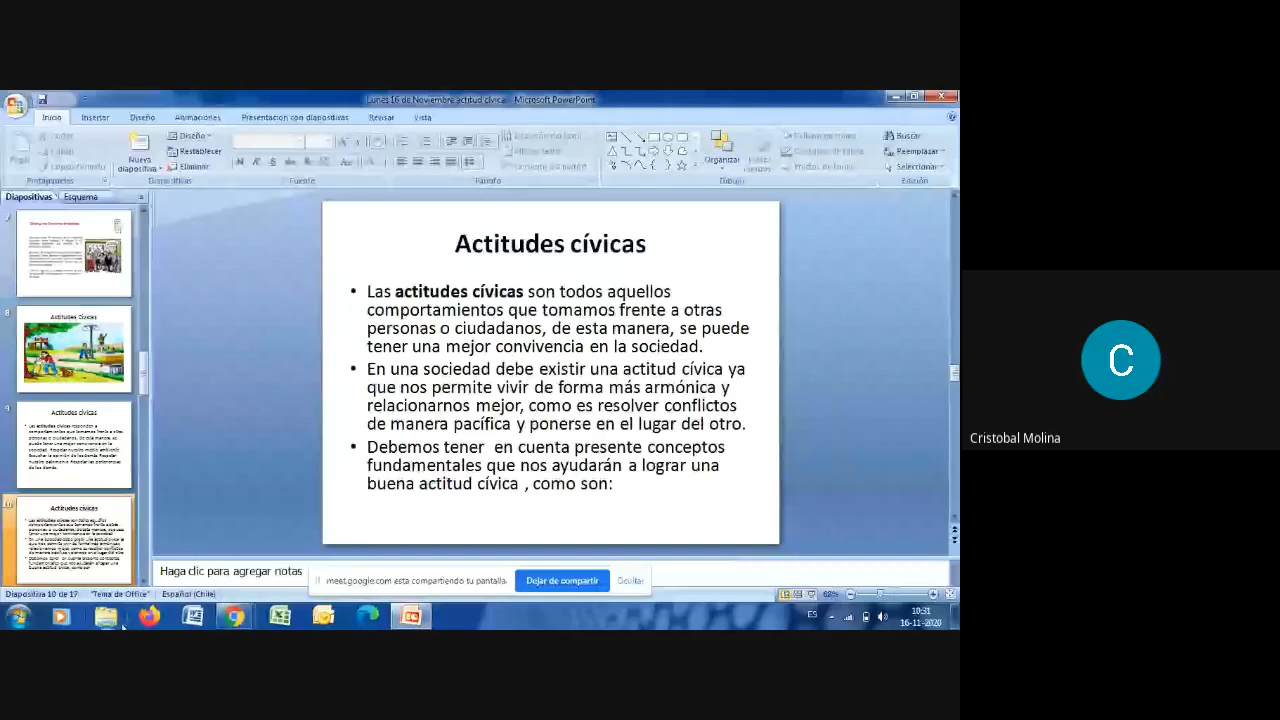 Lunes 16 de Noviembre actitud cívica - Microsoft PowerPoint
Inicio
Insertar
Diseño
Animaciones
Presentación con diapositivas
Revisar
Vista
Nueva diapositiva
Diseño
Restablecer
Eliminar
Organizar
Buscar
Reemplazar
Seleccionar
Diapositivas
Fuente
Párrafo
Dibujo
Edición
Diapositivas
Esquema
8
Actitudes Cívicas
9
Actitudes cívicas
10
Actitudes cívicas
Actitudes cívicas
• Las actitudes cívicas son todos aquellos
comportamientos que tomamos frente a otras
personas o ciudadanos, de esta manera, se puede
tener una mejor convivencia en la sociedad.
• En una sociedad debe existir una actitud cívica ya
que nos permite vivir de forma más armónica y
relacionarnos mejor, como es resolver conflictos
de manera pacífica y ponerse en el lugar del otro.
• Debemos tener en cuenta presente conceptos
fundamentales que nos ayudarán a lograr una
buena actitud cívica , como son:
Haga clic para agregar notas
meet.google.com está compartiendo tu pantalla.
Dejar de compartir
Ocultar
Diapositiva 10 de 17
"Tema de Office"
Español (Chile)
68%
ES
10:31
16-11-2020
C
Cristobal Molina